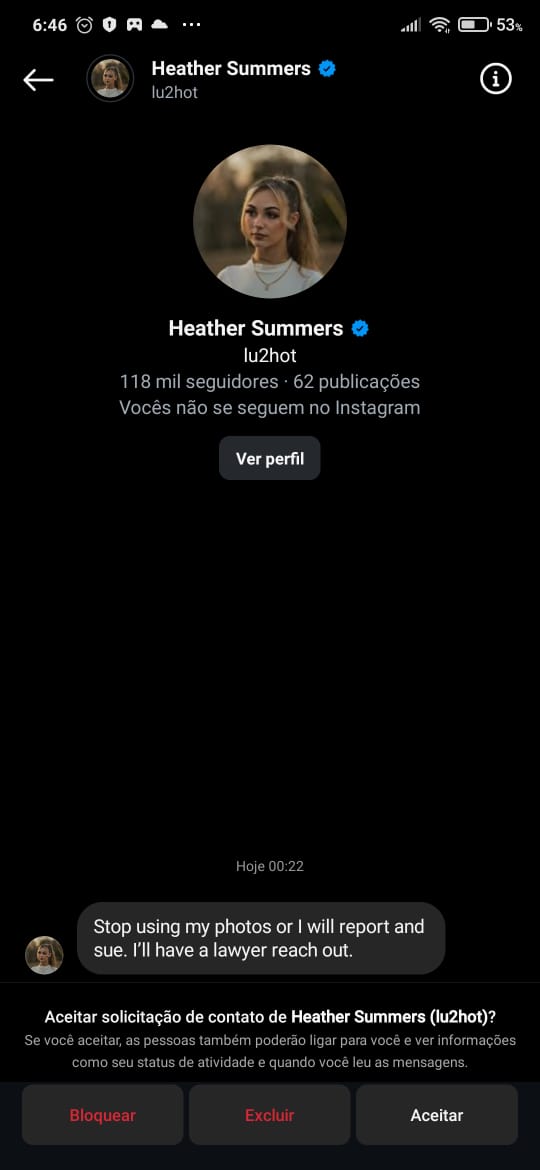 6:46
53%
Heather Summers
lu2hot
Heather Summers
lu2hot
118 mil seguidores · 62 publicações
Vocês não se seguem no Instagram
Ver perfil
Hoje 00:22
Stop using my photos or I will report and
sue. I’ll have a lawyer reach out.
Aceitar solicitação de contato de Heather Summers (lu2hot)?
Se você aceitar, as pessoas também poderão ligar para você e ver informações
como seu status de atividade e quando você leu as mensagens.
Bloquear
Excluir
Aceitar